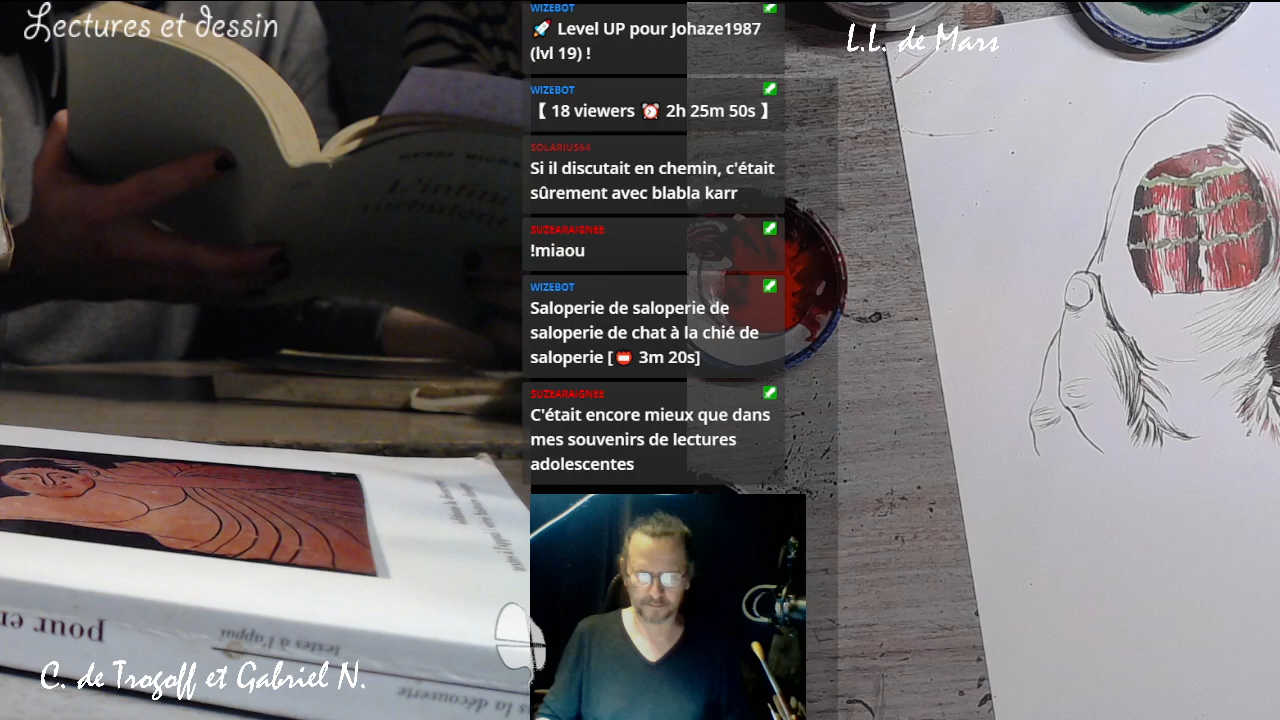 Lectures et dessin
L.L. de Mars
WIZEBOT
🚀 Level UP pour Johaze1987
(lvl 19) !
WIZEBOT
【 18 viewers ⏰ 2h 25m 50s 】
SOLARIUS64
Si il discutait en chemin, c'était
sûrement avec blabla karr
SUZEARAIGNEE
!miaou
WIZEBOT
Saloperie de saloperie de
saloperie de chat à la chié de
saloperie [📛 3m 20s]
SUZEARAIGNEE
C'était encore mieux que dans
mes souvenirs de lectures
adolescentes
L'infini
pour en
textes à l'appui
la découverte
C. de Trogoff et Gabriel N.